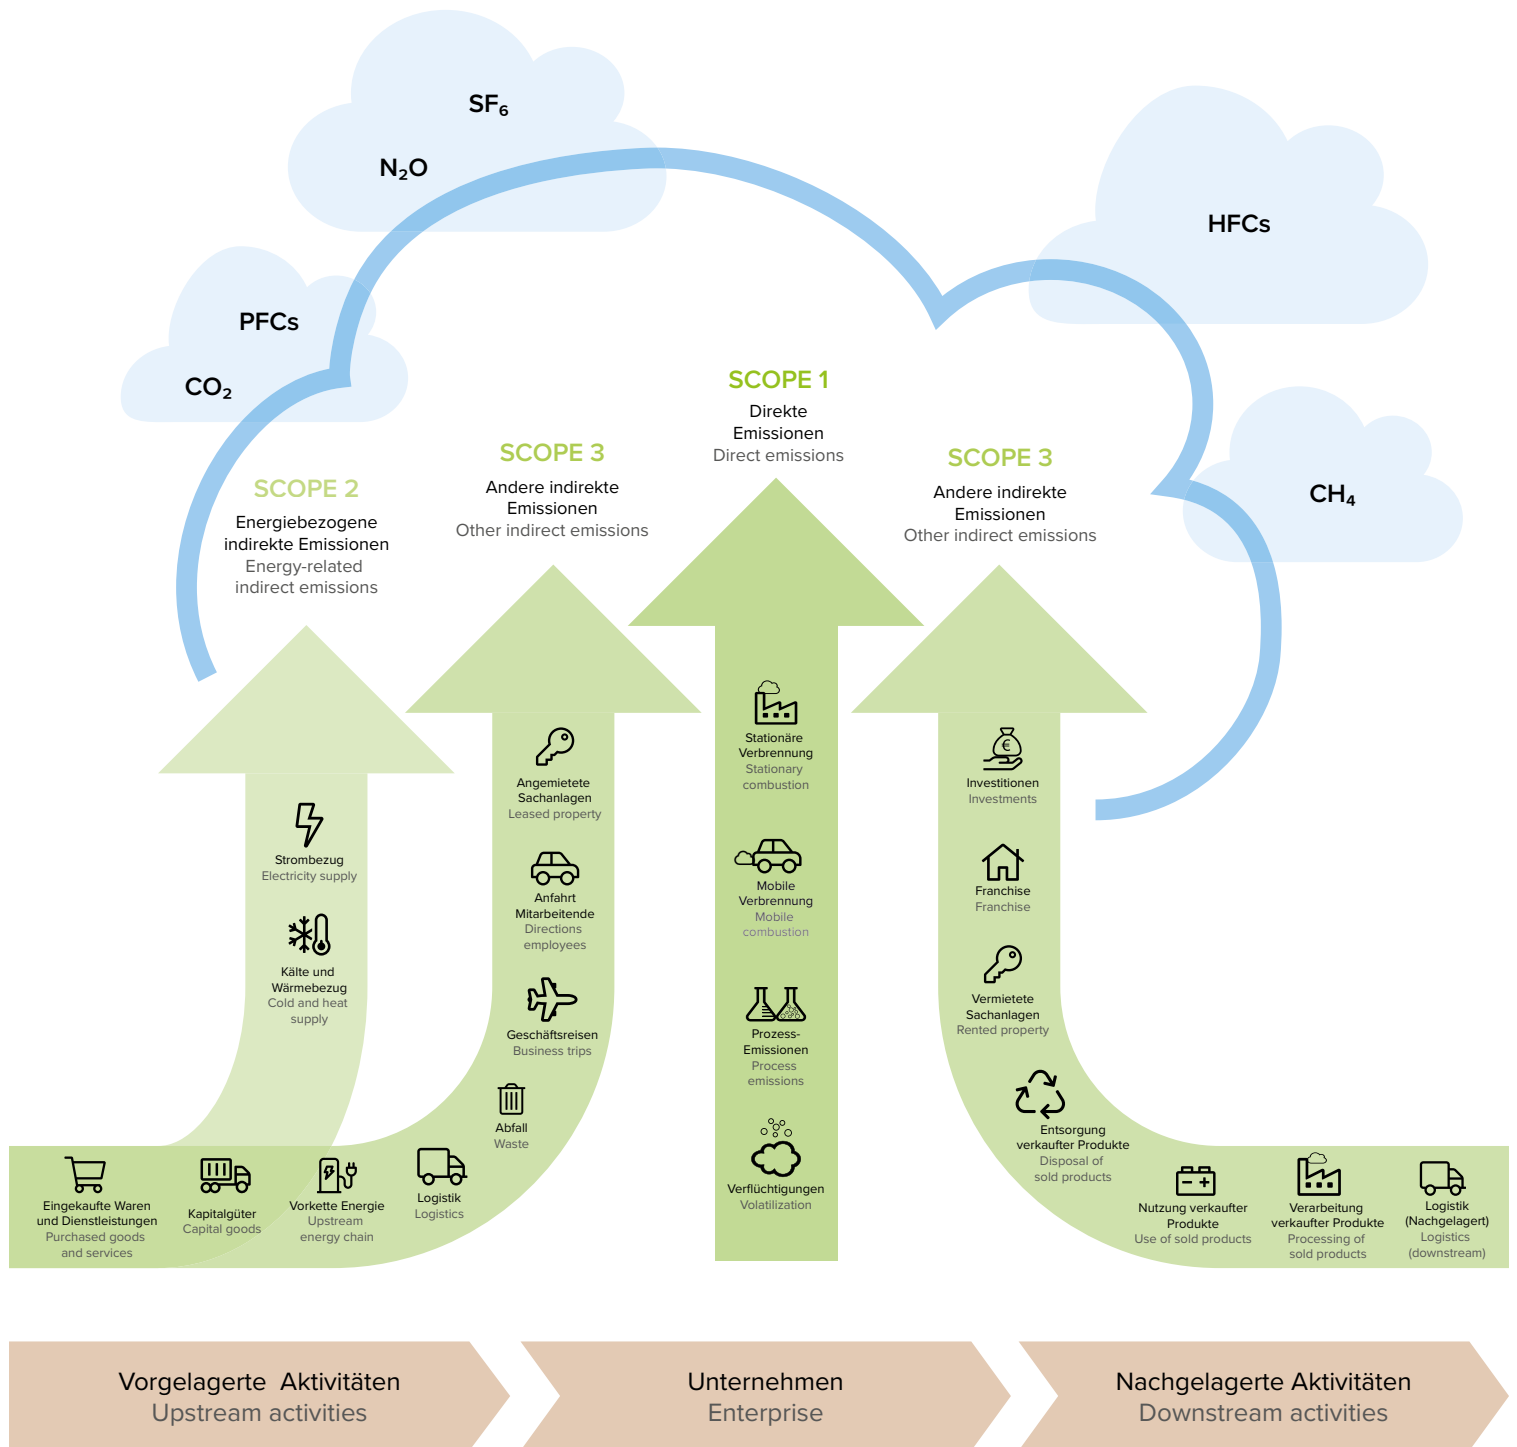 SF₆
N₂O
HFCs
PFCs
CO₂
CH₄
SCOPE 2
Energiebezogene
indirekte Emissionen
Energy-related
indirect emissions
SCOPE 3
Andere indirekte
Emissionen
Other indirect emissions
SCOPE 1
Direkte
Emissionen
Direct emissions
SCOPE 3
Andere indirekte
Emissionen
Other indirect emissions
Strombezug
Electricity supply
Kälte und
Wärmebezug
Cold and heat
supply
Angemietete
Sachanlagen
Leased property
Anfahrt
Mitarbeitende
Directions
employees
Geschäftsreisen
Business trips
Abfall
Waste
Logistik
Logistics
Vorkette Energie
Upstream
energy chain
Kapitalgüter
Capital goods
Eingekaufte Waren
und Dienstleistungen
Purchased goods
and services
Stationäre
Verbrennung
Stationary
combustion
Mobile
Verbrennung
Mobile
combustion
Prozess-
Emissionen
Process
emissions
Verflüchtigungen
Volatilization
€
Investitionen
Investments
Franchise
Franchise
Vermietete
Sachanlagen
Rented property
Entsorgung
verkaufter Produkte
Disposal of
sold products
Nutzung verkaufter
Produkte
Use of sold products
Verarbeitung
verkaufter Produkte
Processing of
sold products
Logistik
(Nachgelagert)
Logistics
(downstream)
Vorgelagerte Aktivitäten
Upstream activities
Unternehmen
Enterprise
Nachgelagerte Aktivitäten
Downstream activities